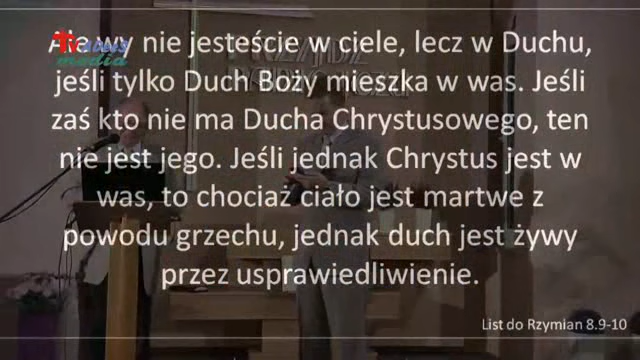 Ale wy nie jesteście w ciele, lecz w Duchu,
jeśli tylko Duch Boży mieszka w was. Jeśli
zaś kto nie ma Ducha Chrystusowego, ten
nie jest jego. Jeśli jednak Chrystus jest w
was, to chociaż ciało jest martwe z
powodu grzechu, jednak duch jest żywy
przez usprawiedliwienie.
List do Rzymian 8.9-10
media